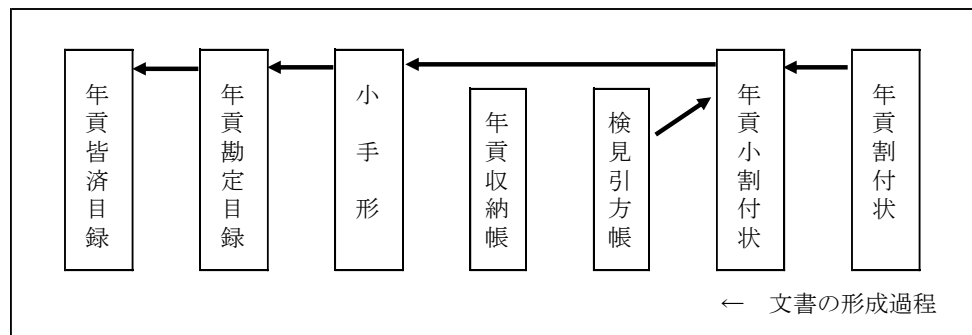 年貢割付状
年貢小割付状
検見引方帳
年貢収納帳
小手形
年貢勘定目録
年貢皆済目録
← 文書の形成過程